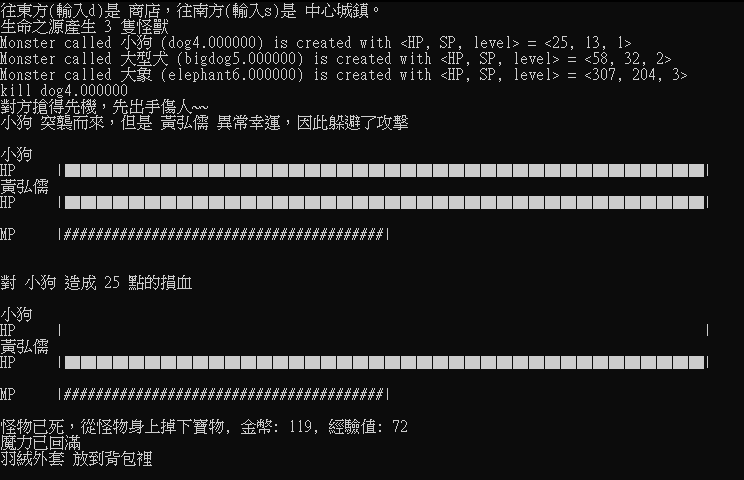 往東方(輸入d)是 商店，往南方(輸入s)是 中心城鎮。
生命之源產生 3 隻怪獸
Monster called 小狗 (dog4.000000) is created with <HP, SP, level> = <25, 13, 1>
Monster called 大型犬 (bigdog5.000000) is created with <HP, SP, level> = <58, 32, 2>
Monster called 大象 (elephant6.000000) is created with <HP, SP, level> = <307, 204, 3>
kill dog4.000000
對方搶得先機，先出手傷人~~
小狗 突襲而來，但是 黃弘儒 異常幸運，因此躲避了攻擊
小狗
HP |■■■■■■■■■■■■■■■■■■■■■■■■■■■■■■■■■■■■■■■■|
黃弘儒
HP |■■■■■■■■■■■■■■■■■■■■■■■■■■■■■■■■■■■■■■■■|
MP |########################################|
對 小狗 造成 25 點的損血
小狗
HP | |
黃弘儒
HP |■■■■■■■■■■■■■■■■■■■■■■■■■■■■■■■■■■■■■■■■|
MP |########################################|
怪物已死，從怪物身上掉下寶物, 金幣: 119, 經驗值: 72
魔力已回滿
羽絨外套 放到背包裡